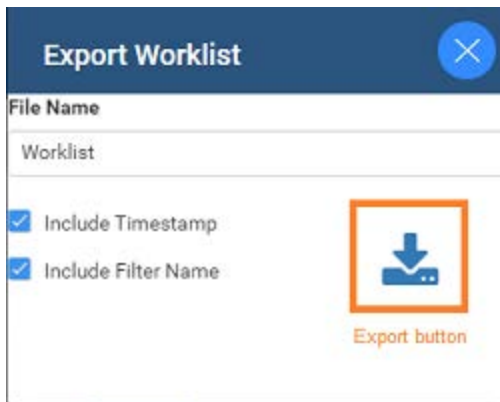 Export Worklist
File Name
Worklist
Include Timestamp
Include Filter Name
Export button